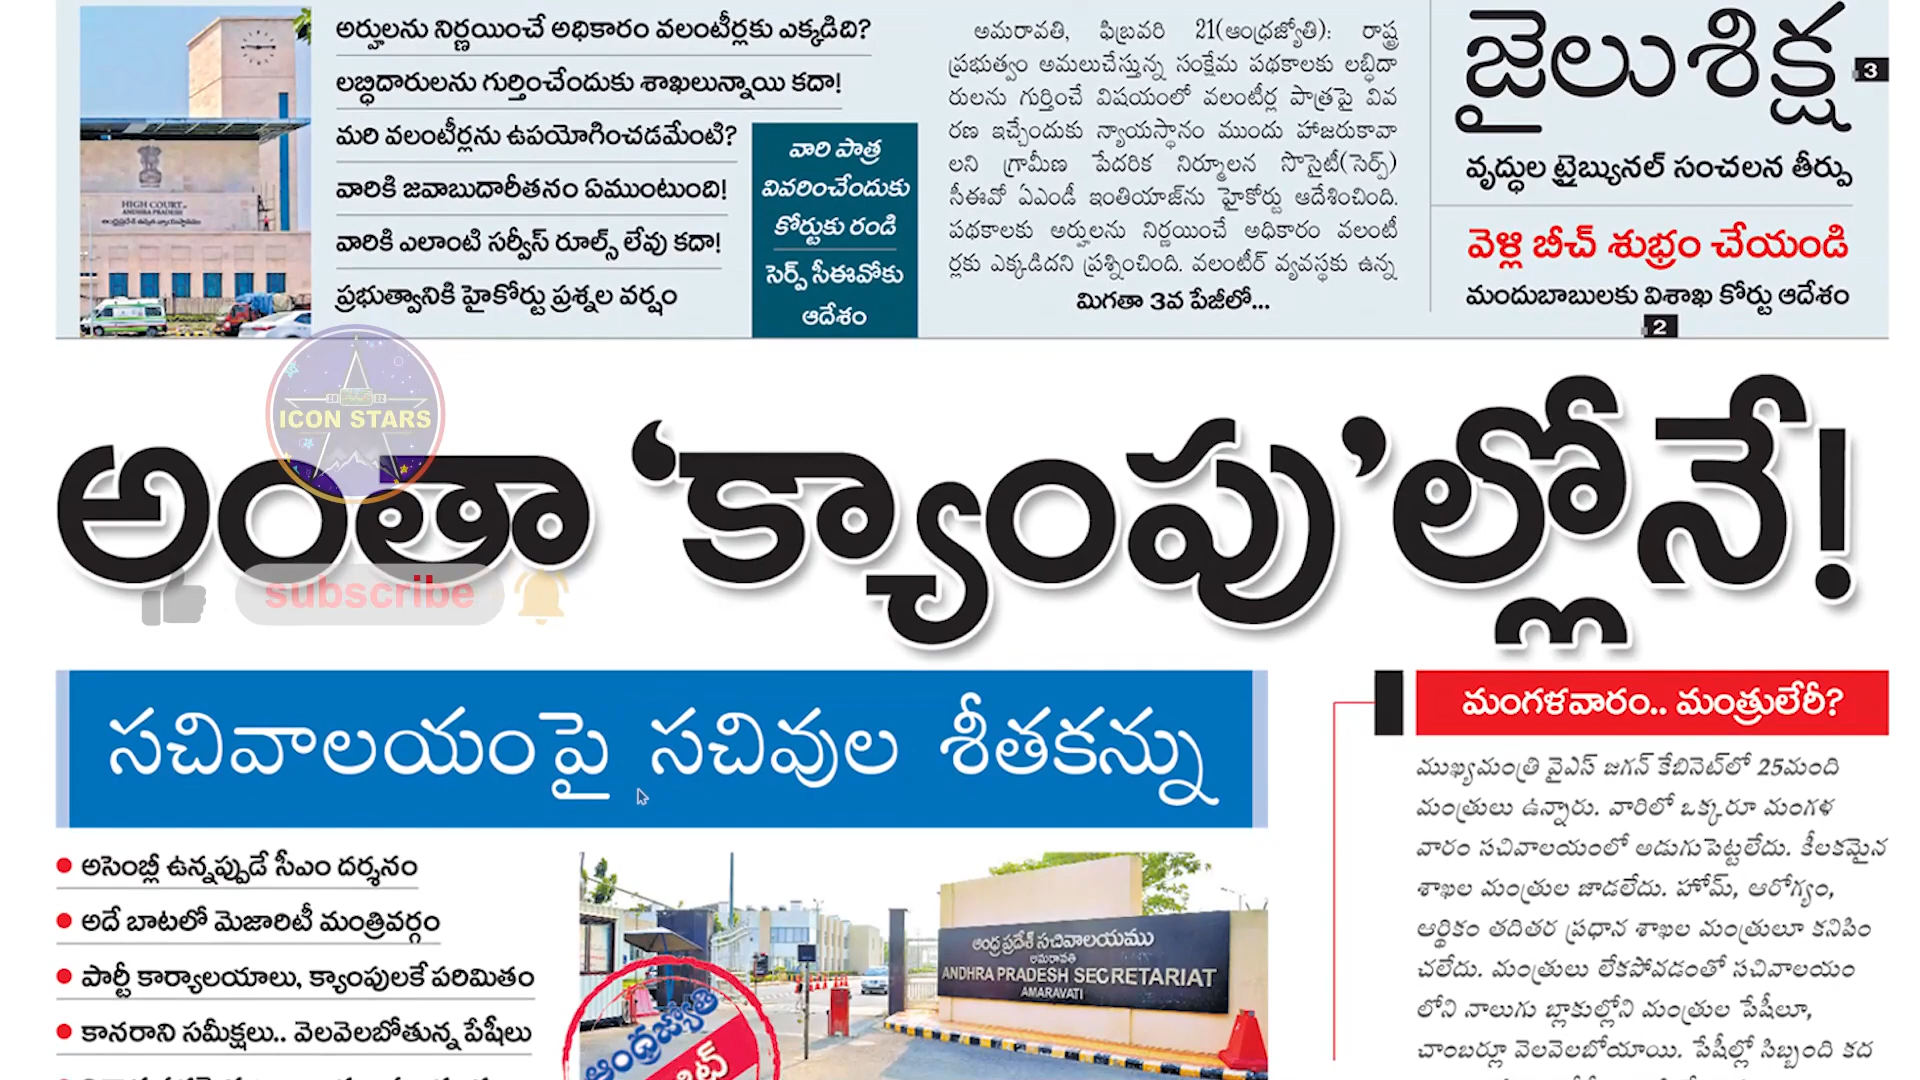 అర్హులను నిర్ణయించే అధికారం వలంటీర్లకు ఎక్కడిది?
లబ్ధిదారులను గుర్తించేందుకు శాఖలున్నాయి కదా!
మరి వలంటీర్లను ఉపయోగించడమేంటి?
వారికి జవాబుదారీతనం ఏముంటుంది!
వారికి ఎలాంటి సర్వీస్ రూల్స్ లేవు కదా!
ప్రభుత్వానికి హైకోర్టు ప్రశ్నల వర్షం
HIGH COURT of
ANDHRA PRADESH
వారి పాత్ర
వివరించేందుకు
కోర్టుకు రండి
సెర్ప్ సీఈవోకు
ఆదేశం
అమరావతి, ఫిబ్రవరి 21(ఆంధ్రజ్యోతి): రాష్ట్ర
ప్రభుత్వం అమలుచేస్తున్న సంక్షేమ పథకాలకు లబ్ధిదా
రులను గుర్తించే విషయంలో వలంటీర్ల పాత్రపై వివ
రణ ఇచ్చేందుకు న్యాయస్థానం ముందు హాజరుకావా
లని గ్రామీణ పేదరిక నిర్మూలన సొసైటీ(సెర్ప్)
సీఈవో ఏఎండీ ఇంతియాజ్‌ను హైకోర్టు ఆదేశించింది.
పథకాలకు అర్హులను నిర్ణయించే అధికారం వలంటీ
ర్లకు ఎక్కడిదని ప్రశ్నించింది. వలంటీర్ వ్యవస్థకు ఉన్న
మిగతా 3వ పేజీలో...
జైలుశిక్ష
3
వృద్ధుల ట్రైబ్యునల్ సంచలన తీర్పు
వెళ్లి బీచ్ శుభ్రం చేయండి
మందుబాబులకు విశాఖ కోర్టు ఆదేశం
2
ICON STARS
అంతా ‘క్యాంపు’ల్లోనే!
subscribe
సచివాలయంపై సచివుల శీతకన్ను
అసెంబ్లీ ఉన్నప్పుడే సీఎం దర్శనం
అదే బాటలో మెజారిటీ మంత్రివర్గం
పార్టీ కార్యాలయాలు, క్యాంపులకే పరిమితం
కానరాని సమీక్షలు.. వెలవెలబోతున్న పేషీలు
ఆంధ్రప్రదేశ్ సచివాలయము
అమరావతి
ANDHRA PRADESH SECRETARIAT
AMARAVATI
ఆంధ్రజ్యోతి
మంగళవారం.. మంత్రులేరీ?
ముఖ్యమంత్రి వైఎస్ జగన్ కేబినెట్‌లో 25మంది
మంత్రులు ఉన్నారు. వారిలో ఒక్కరూ మంగళ
వారం సచివాలయంలో అడుగుపెట్టలేదు. కీలకమైన
శాఖల మంత్రుల జాడలేదు. హోమ్, ఆరోగ్యం,
ఆర్థికం తదితర ప్రధాన శాఖల మంత్రులూ కనిపిం
చలేదు. మంత్రులు లేకపోవడంతో సచివాలయం
లోని నాలుగు బ్లాకుల్లోని మంత్రుల పేషీలూ,
చాంబర్లూ వెలవెలబోయాయి. పేషీల్లో సిబ్బంది కద